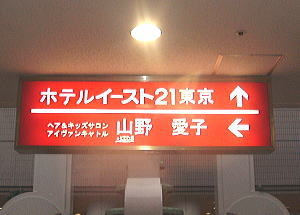 ホテルイースト21東京 ↑
ヘア&キッズサロン
アイヴァンキャトル
山野 愛子 ←